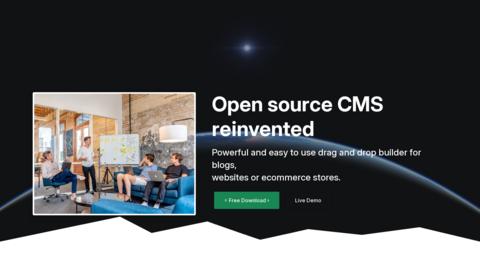 Open source CMS
reinvented
Powerful and easy to use drag and drop builder for
blogs,
websites or ecommerce stores.
Free Download
Live Demo